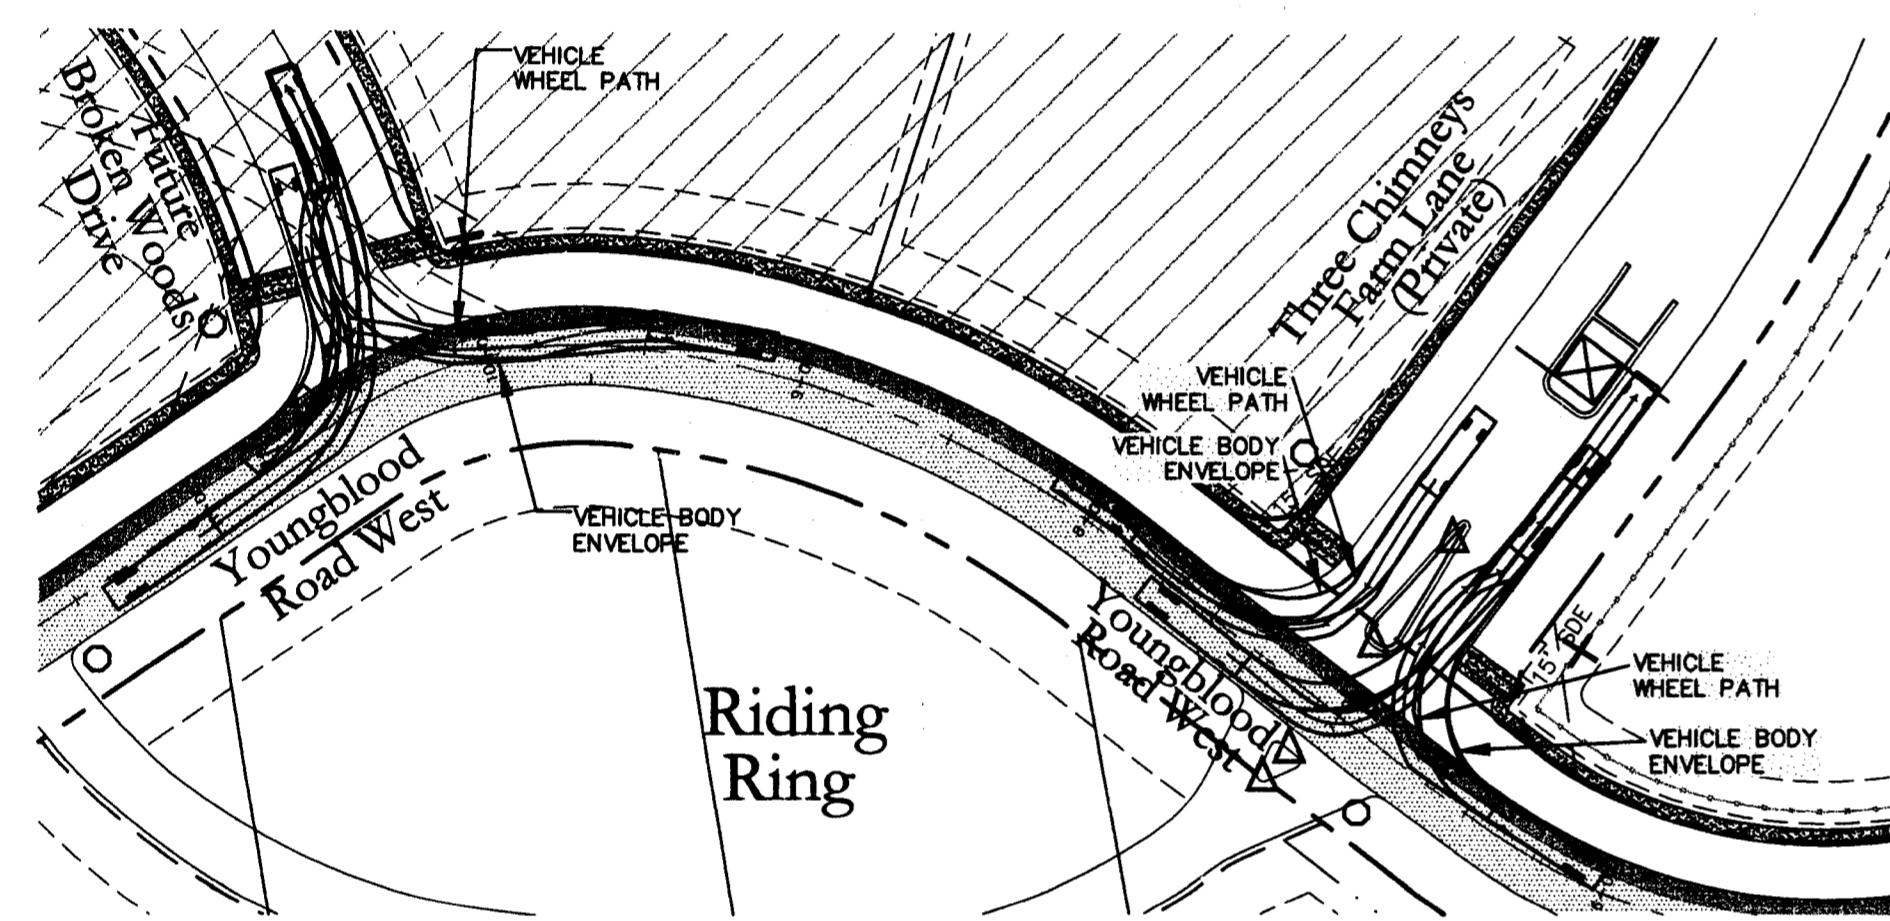 VEHICLE
WHEEL PATH
Future
Broken Woods
Drive
Three Chimneys
Farm Lane
(Private)
VEHICLE
WHEEL PATH
VEHICLE BODY
ENVELOPE
Youngblood
Road West
VEHICLE BODY
ENVELOPE
Youngblood
Road West
15' SDE
VEHICLE
WHEEL PATH
VEHICLE BODY
ENVELOPE
Riding
Ring